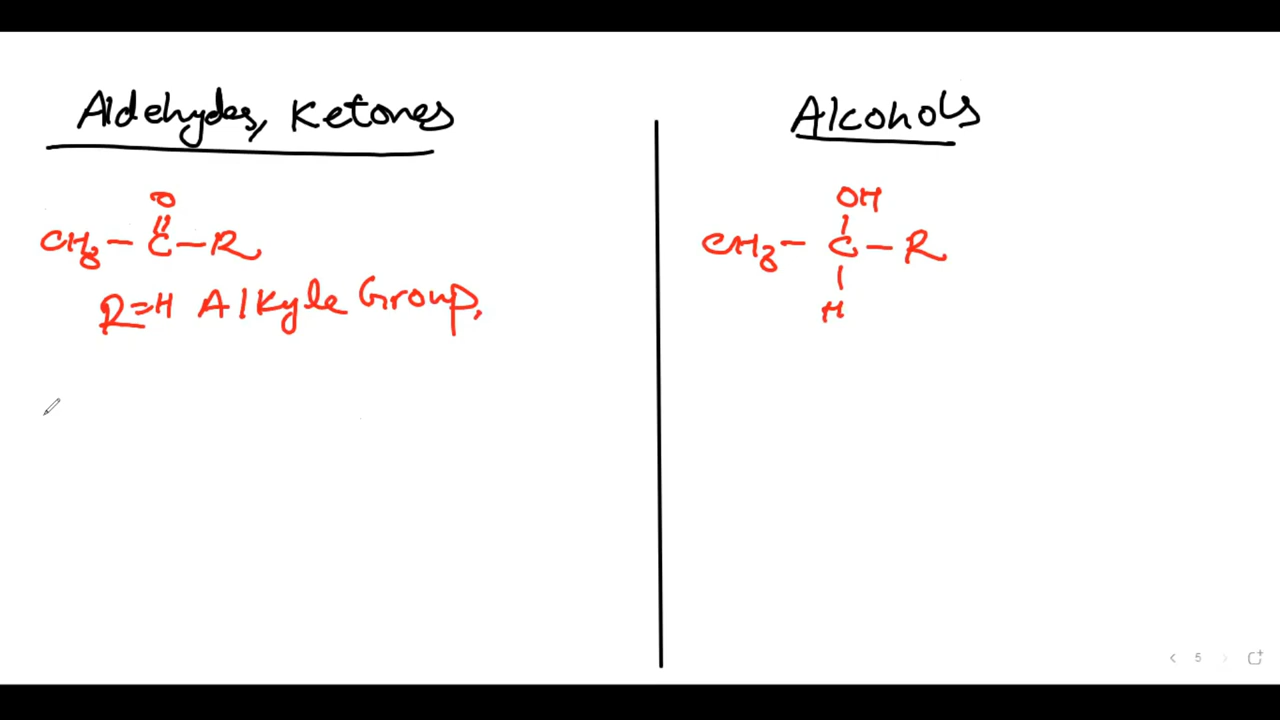 Aldehydes, Ketones
O
CH3 - C - R
R = H Alkyle Group,
Alcohols
OH
CH3 - C - R
H
5